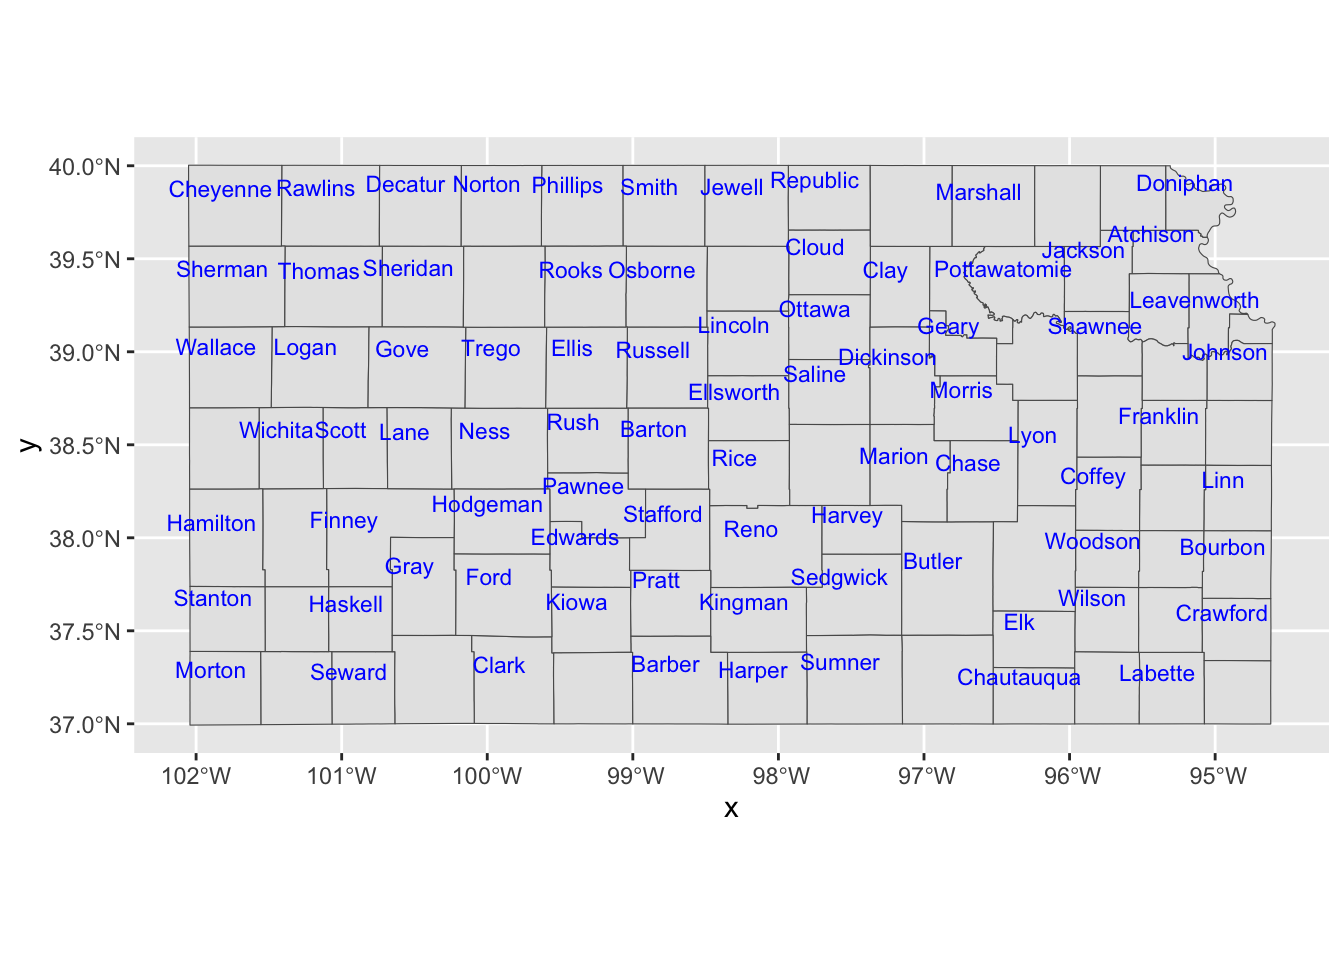 40.0°N
Cheyenne Rawlins Decatur Norton Phillips Smith Jewell Republic Marshall Doniphan
39.5°N
Cloud Jackson Atchison
Sherman Thomas Sheridan Rooks Osborne Clay Pottawatomie
Ottawa Leavenworth
Lincoln Geary Shawnee
39.0°N
Wallace Logan Gove Trego Ellis Russell Dickinson Johnson
Ellsworth Saline Morris
38.5°N
Wichita Scott Lane Ness Rush Barton Lyon Franklin
Rice Marion Chase
Pawnee Coffey Linn
Hodgeman
38.0°N
Hamilton Finney Stafford Reno Harvey
Edwards Woodson Bourbon
Gray Ford Pratt Sedgwick Butler
37.5°N
Stanton Haskell Kiowa Kingman Wilson Crawford
Elk
Morton Seward Clark Barber Harper Sumner Chautauqua Labette
37.0°N
102°W 101°W 100°W 99°W 98°W 97°W 96°W 95°W
x
y